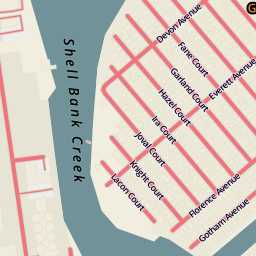 Devon Avenue
Kane Court
Shell Bank Creek
Garland Court
Everett Avenue
Hazel Court
Ira Court
Joval Court
Knight Court
Lacon Court
Florence Avenue
Gotham Avenue